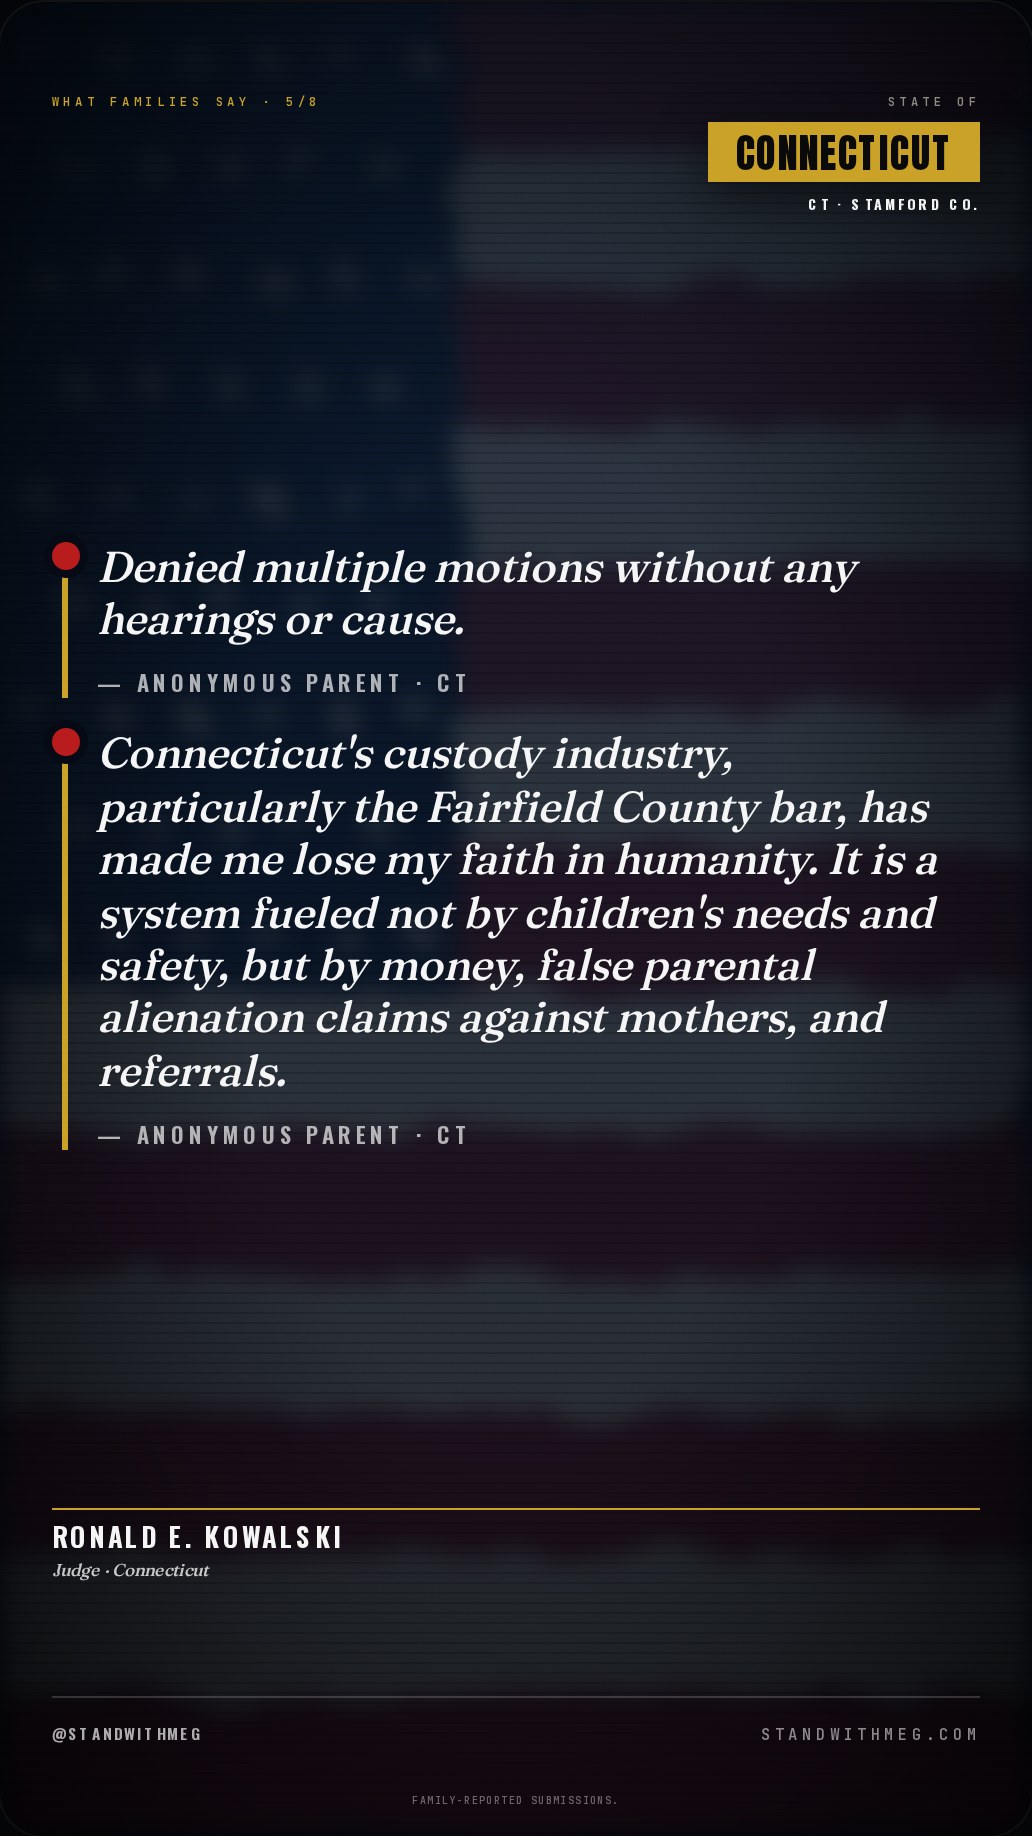 WHAT FAMILIES SAY · 5/8
STATE OF
CONNECTICUT
CT · STAMFORD CO.
Denied multiple motions without any
hearings or cause.
— ANONYMOUS PARENT · CT
Connecticut's custody industry,
particularly the Fairfield County bar, has
made me lose my faith in humanity. It is a
system fueled not by children's needs and
safety, but by money, false parental
alienation claims against mothers, and
referrals.
— ANONYMOUS PARENT · CT
RONALD E. KOWALSKI
Judge · Connecticut
@STANDWITHMEG
STANDWITHMEG.COM
FAMILY-REPORTED SUBMISSIONS.